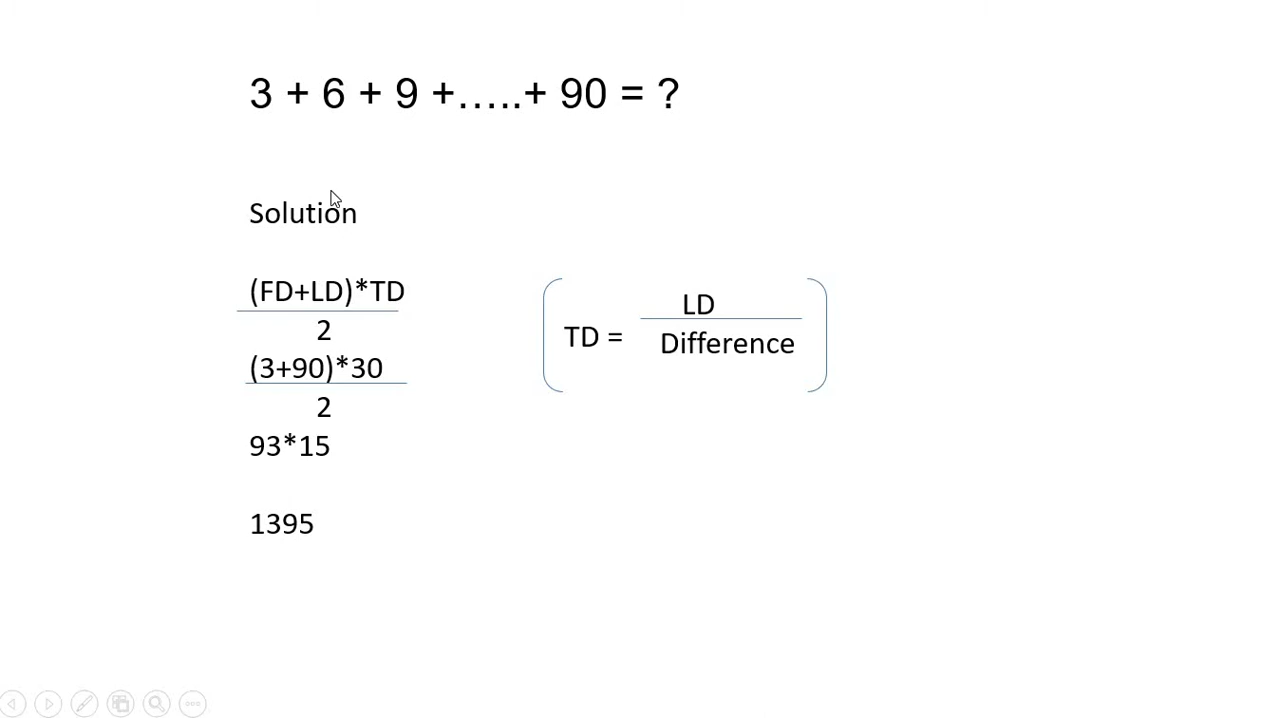 3 + 6 + 9 +…..+ 90 = ?
Solution
(FD+LD)*TD
2
(3+90)*30
2
93*15
1395
LD
TD =
Difference